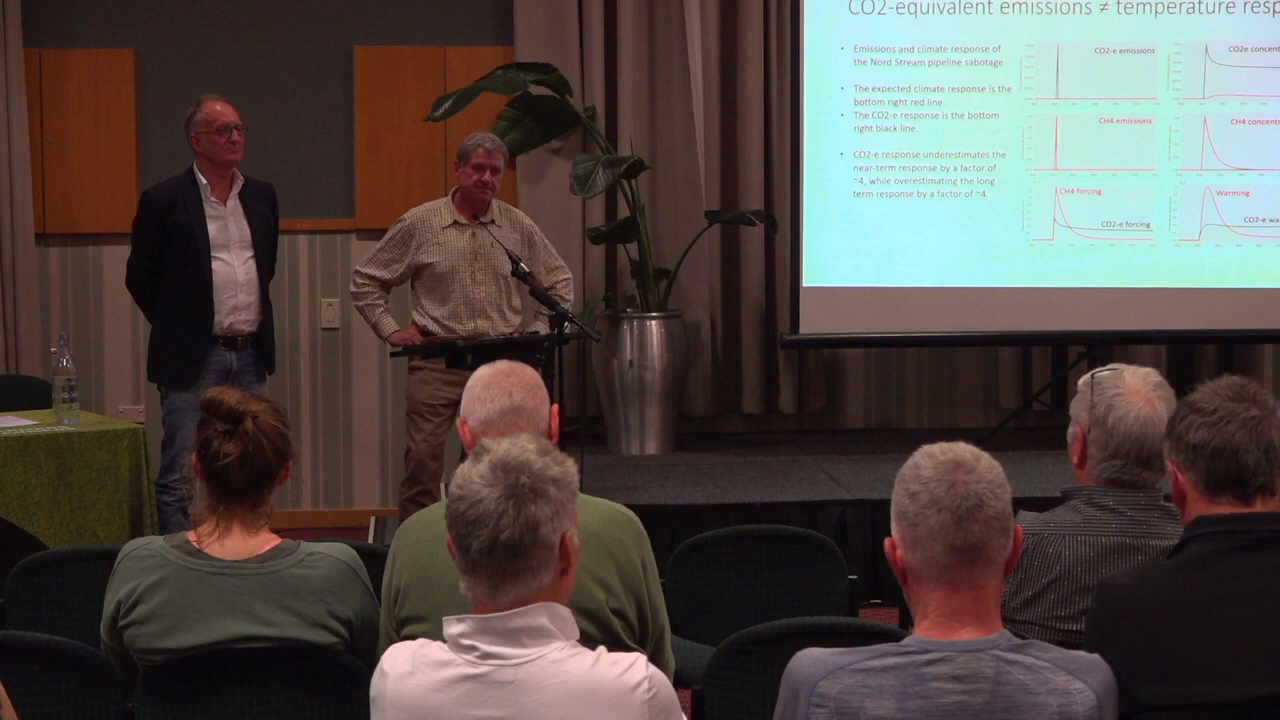 CO2-equivalent emissions ≠ temperature resp
• Emissions and climate response of
the Nord Stream pipeline sabotage
• The expected climate response is the
bottom right red line
• The CO2-e response is the bottom
right black line.
• CO2-e response underestimates the
near-term response by a factor of
~4, while overestimating the long
term response by a factor of ~4.
CO2-e emissions
CO2e concent
CH4 emissions
CH4 concent
CH4 forcing
CO2-e forcing
Warming
CO2-e wa